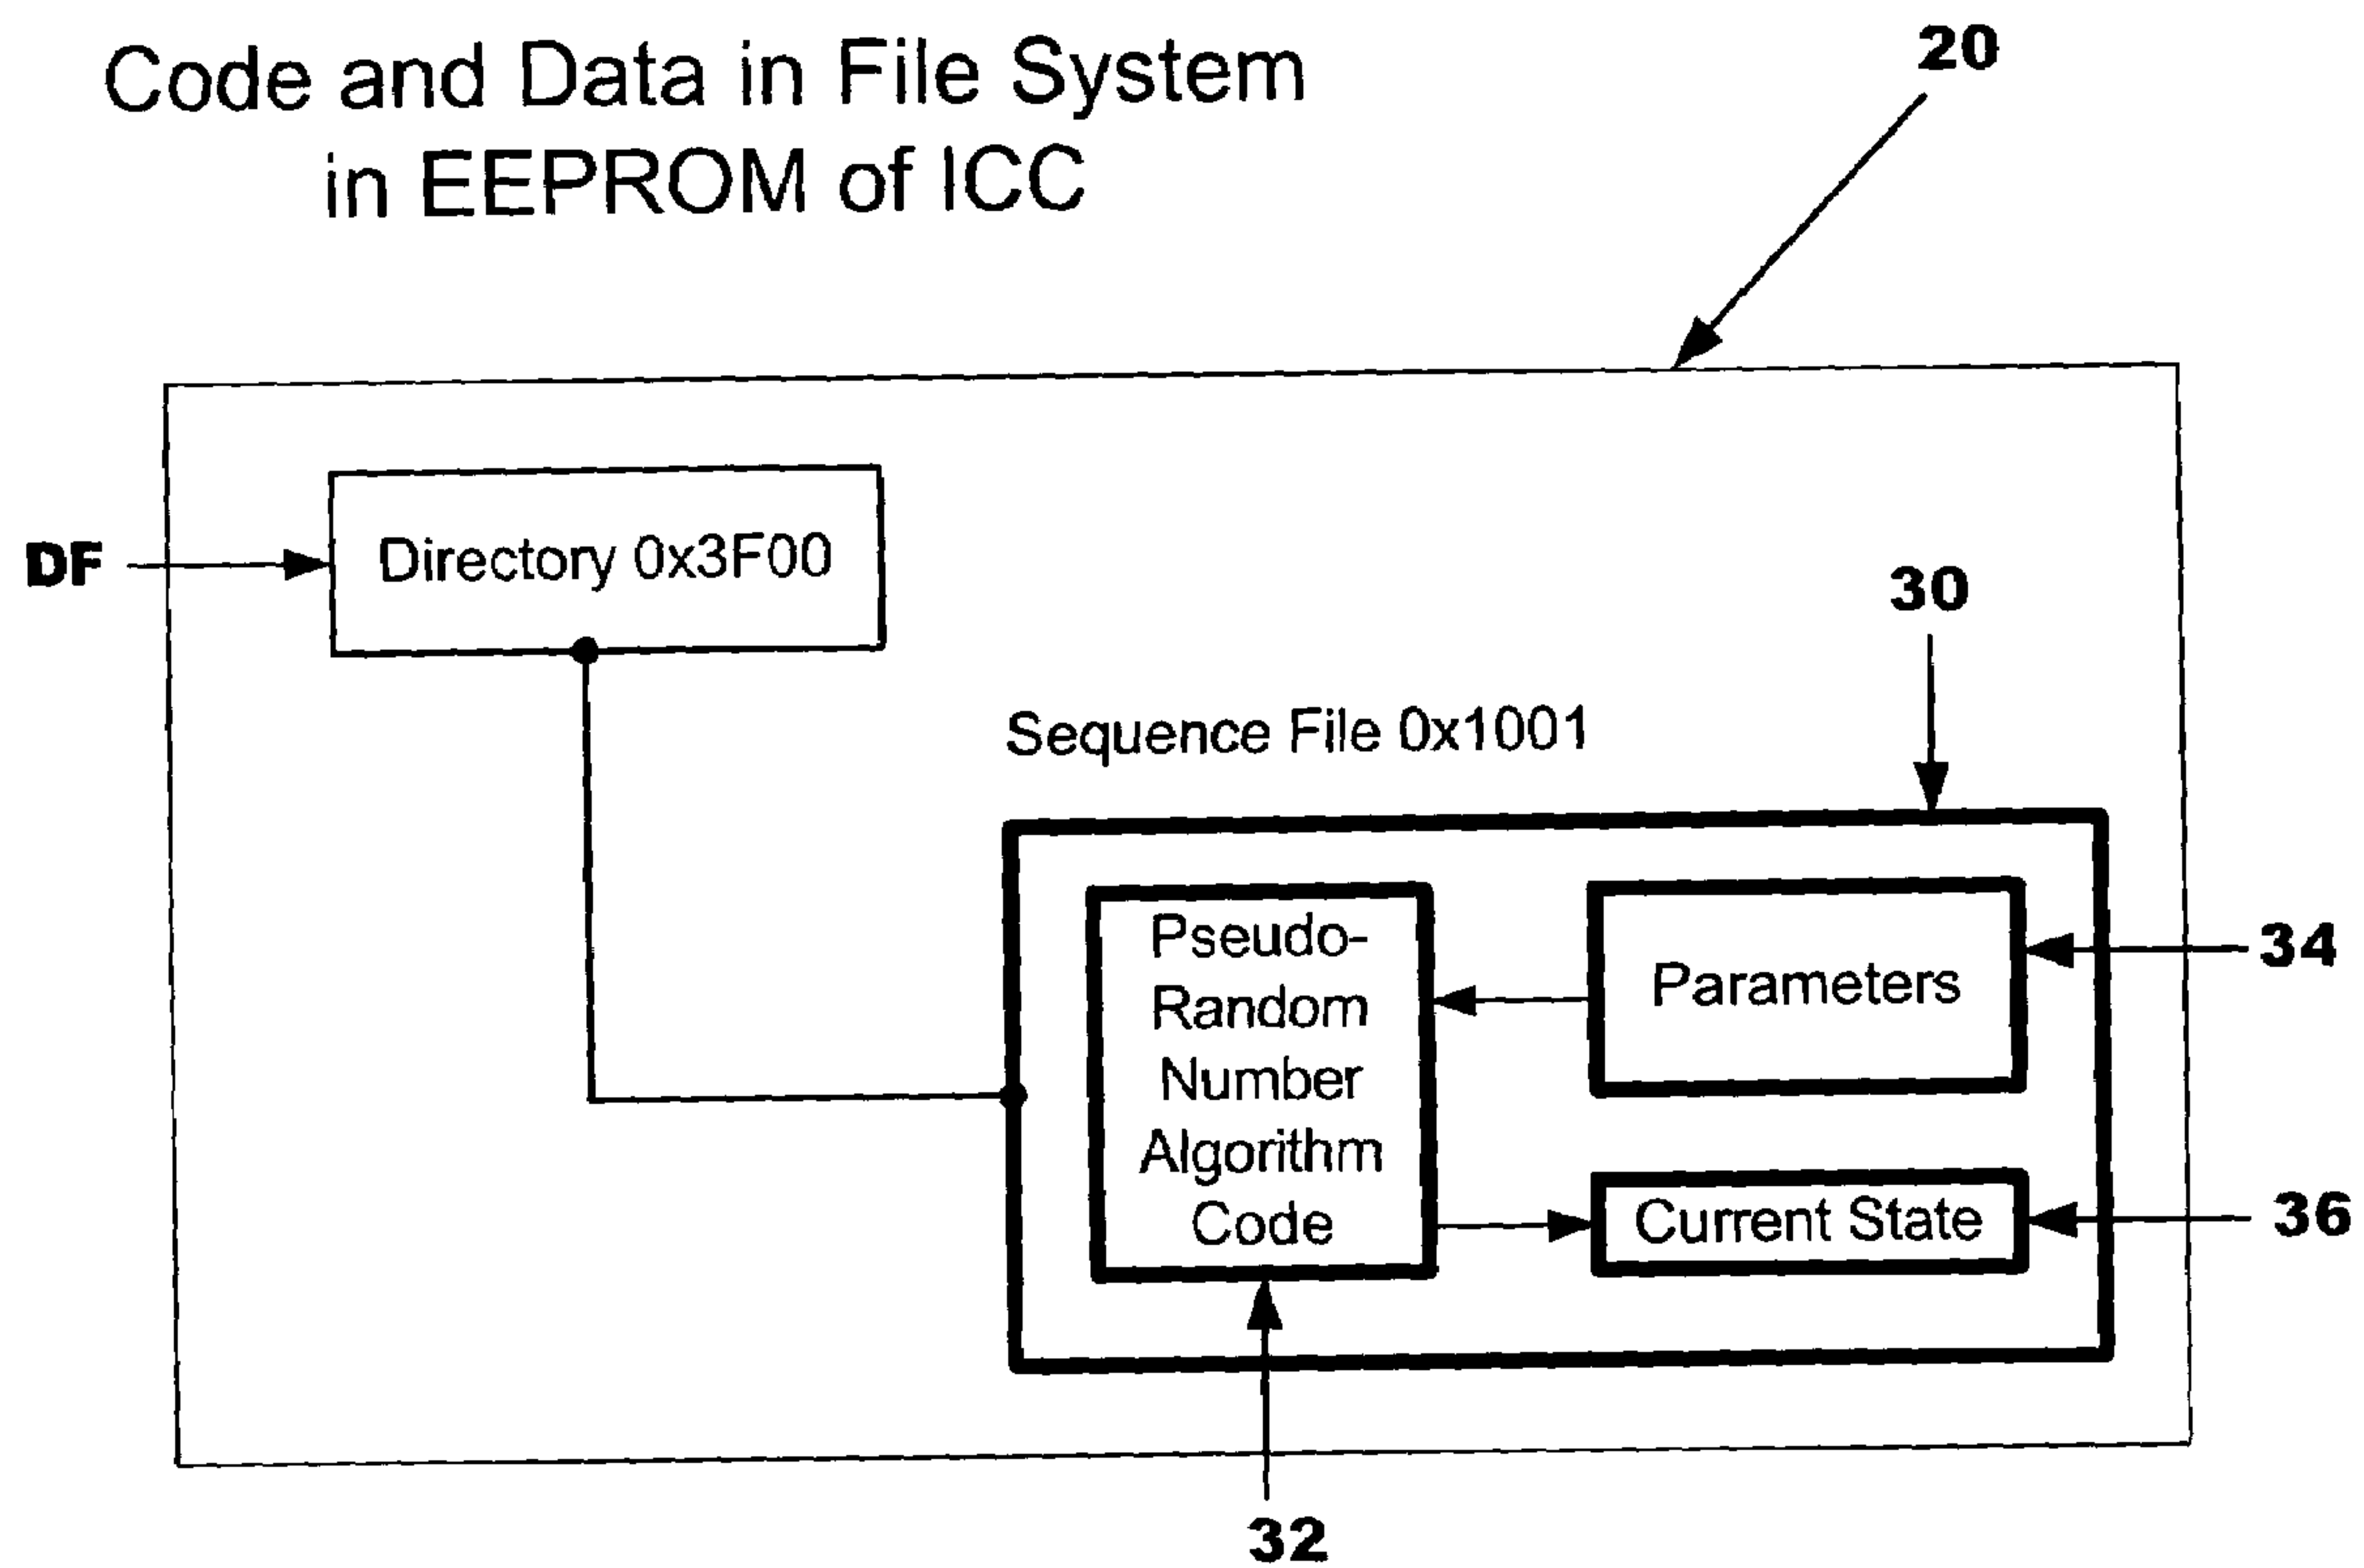 Code and Data in File System
in EEPROM of ICC
20
DF
Directory 0x3F00
30
Sequence File 0x1001
Pseudo-
Random
Number
Algorithm
Code
Parameters
34
Current State
36
32